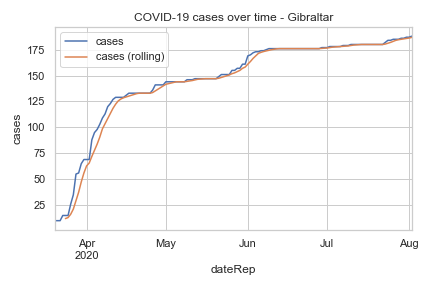 COVID-19 cases over time - Gibraltar
cases
cases (rolling)
cases
175
150
125
100
75
50
25
Apr
2020
May
Jun
Jul
Aug
dateRep